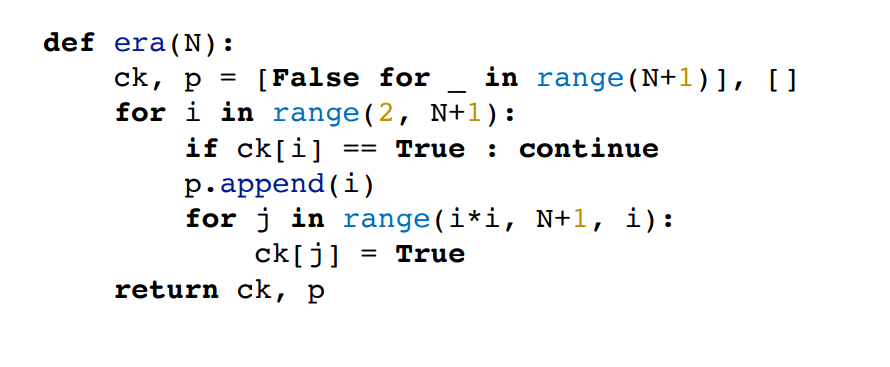 def era(N):
    ck, p = [False for _ in range(N+1)], []
    for i in range(2, N+1):
        if ck[i] == True : continue
        p.append(i)
        for j in range(i*i, N+1, i):
            ck[j] = True
    return ck, p